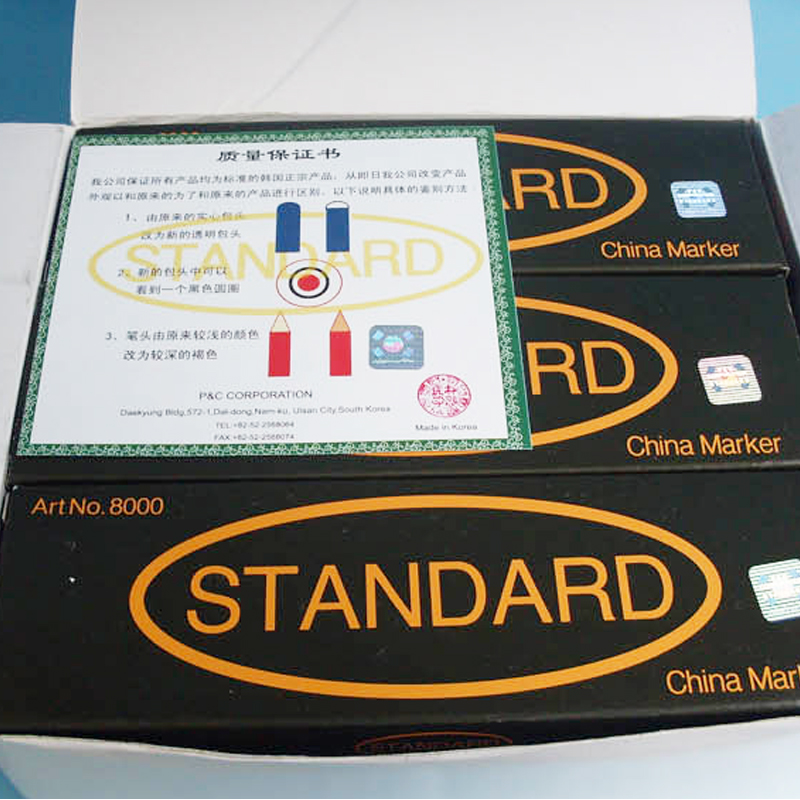 质量保证书
我公司保证所有产品均为标准的韩国正宗产品，从即日我公司改变产品
外观以和原来的为了和原来的产品进行区别，以下说明具体的鉴别方法
1、由原来的实心包头
改为新的透明包头
STANDARD
2、新的包头中可以
看到一个黑色圆圈
3、笔头由原来较浅的颜色
改为较深的褐色
P&C CORPORATION
Daekyung Bldg,572-1,Dal-dong,Nam-ku, Ulsan City,South Korea
TEL:+82-52-2568064
FAX:+82-52-2568074
Made in Korea
ARD
China Marker
RD
China Marker
Art No. 8000
STANDARD
China Mar
STANDARD